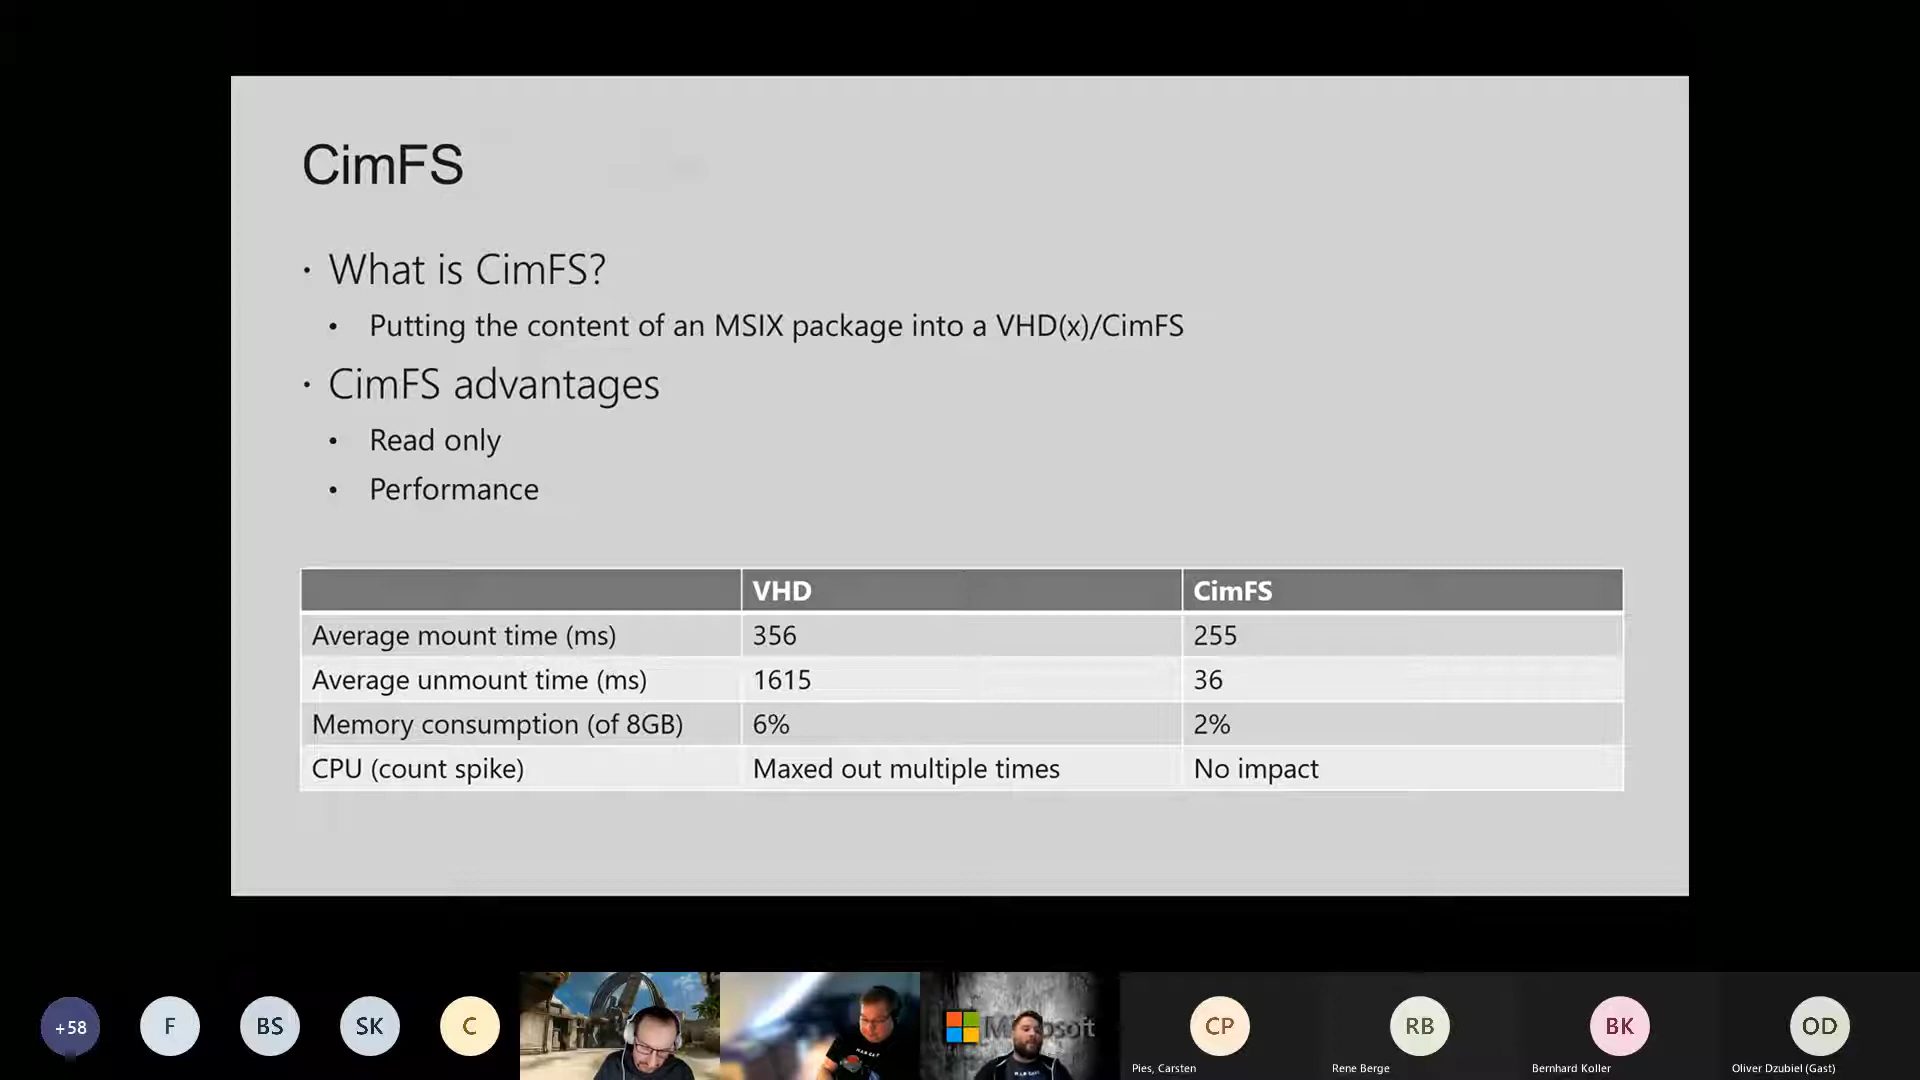 CimFS
• What is CimFS?
• Putting the content of an MSIX package into a VHD(x)/CimFS
• CimFS advantages
• Read only
• Performance
VHD CimFS
Average mount time (ms) 356 255
Average unmount time (ms) 1615 36
Memory consumption (of 8GB) 6% 2%
CPU (count spike) Maxed out multiple times No impact
+58 F BS SK C CP RB BK OD
Pies, Carsten Rene Berge Bernhard Koller Oliver Dzubiel (Gast)